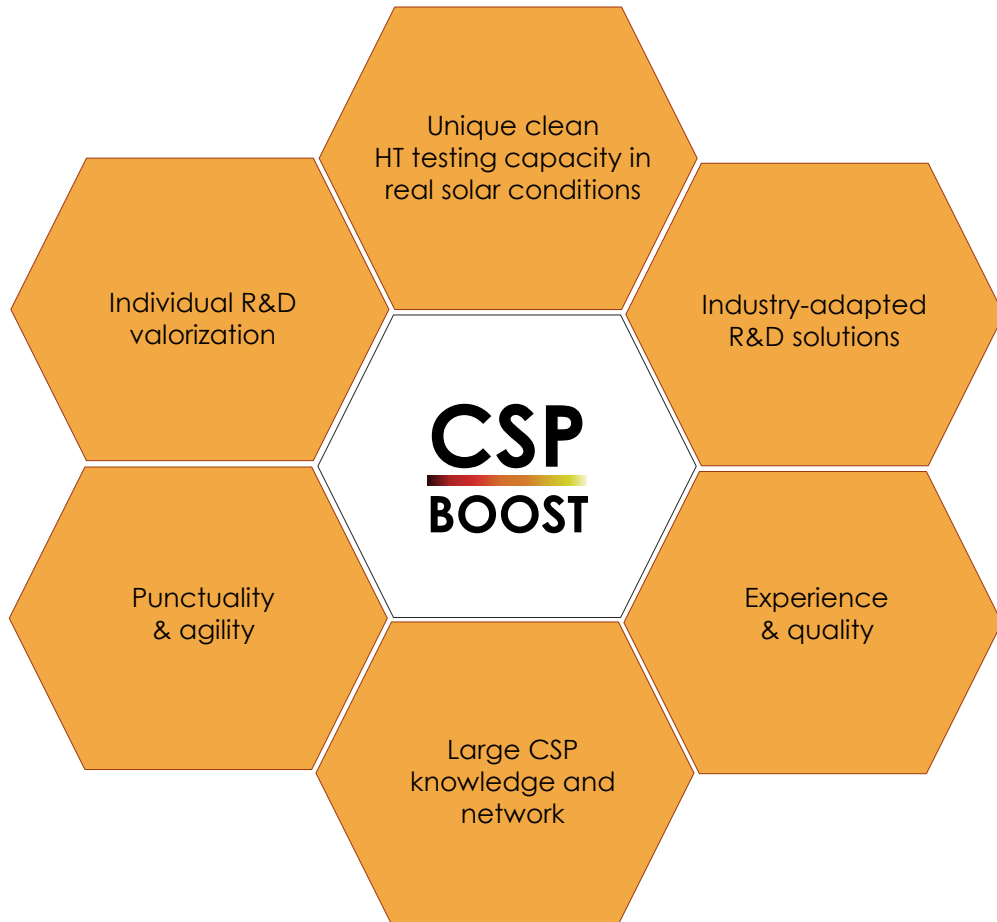 Unique clean
HT testing capacity in
real solar conditions
Individual R&D
valorization
Industry-adapted
R&D solutions
CSP
BOOST
Punctuality
& agility
Experience
& quality
Large CSP
knowledge and
network